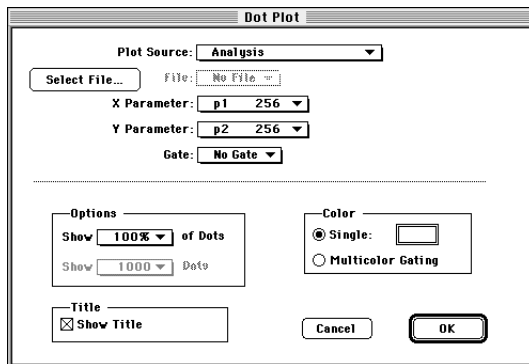 Dot Plot
Plot Source: Analysis
Select File... File: No File
X Parameter: p1 256
Y Parameter: p2 256
Gate: No Gate
Options
Show 100% of Dots
Show 1000 Dots
Color
Single:
Multicolor Gating
Title
Show Title
Cancel OK